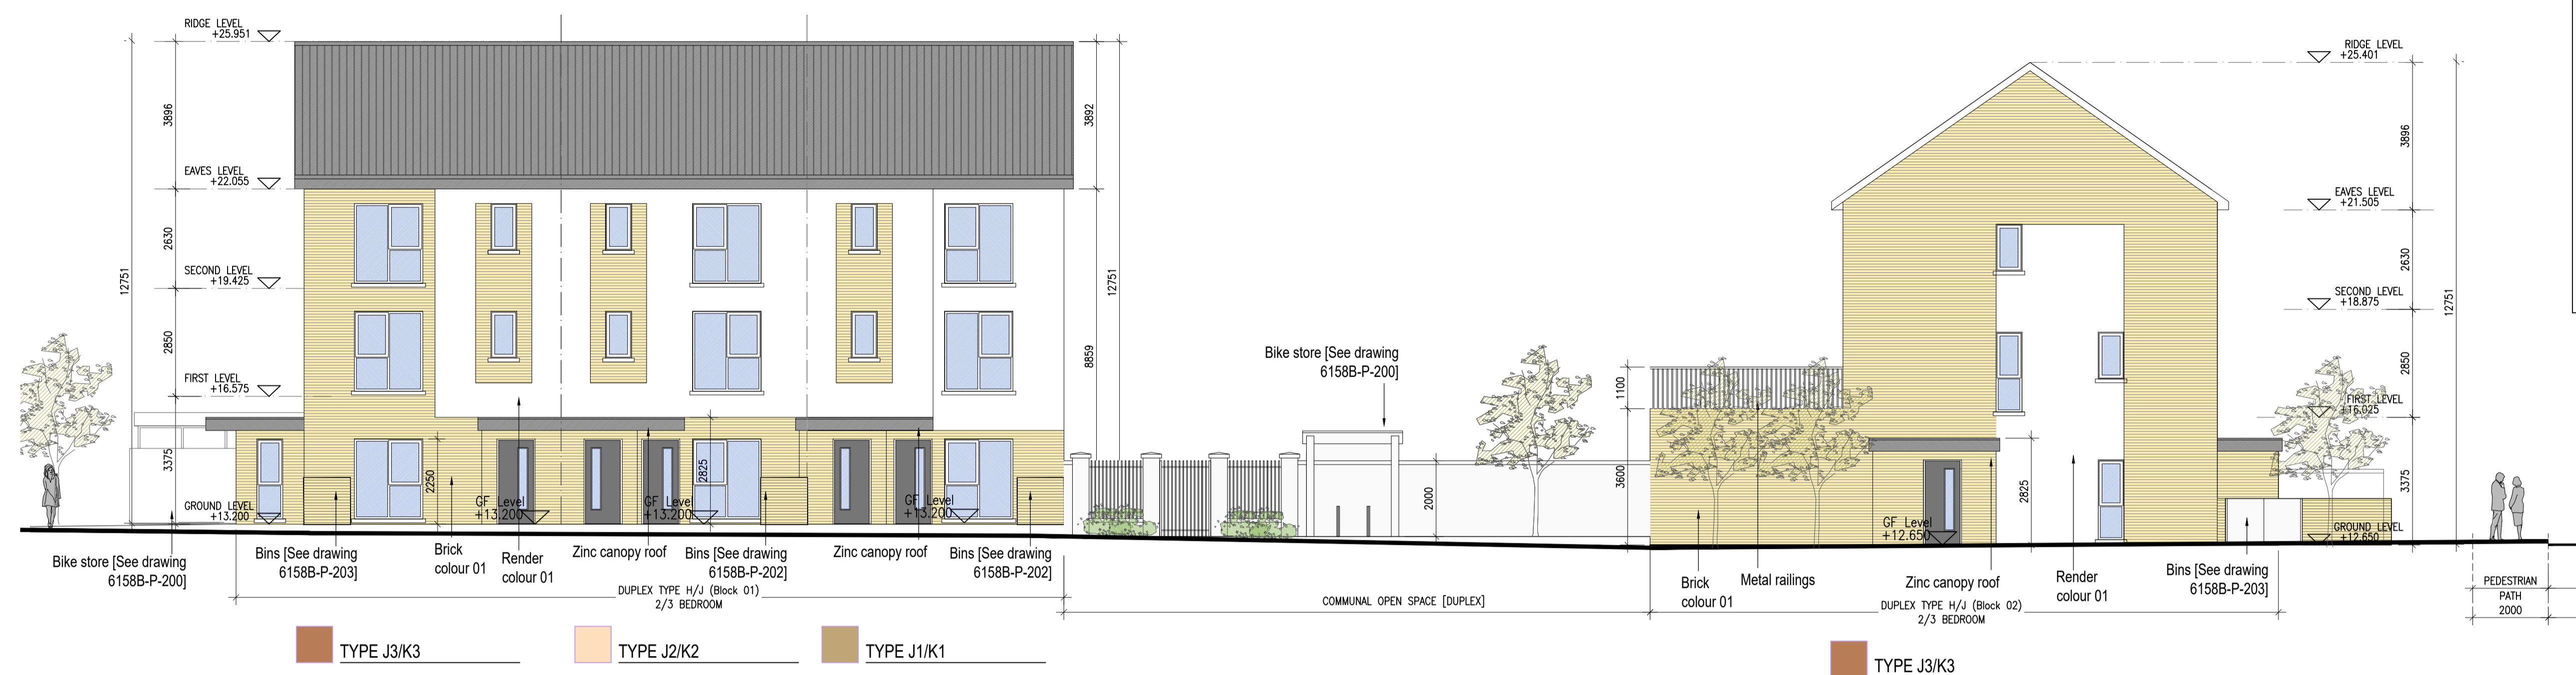 RIDGE LEVEL
+25.951
EAVES LEVEL
+22.055
SECOND LEVEL
+19.425
FIRST LEVEL
+16.575
GROUND LEVEL
+13.200
12751
3896
2630
2850
3375
2250
2825
GF Level
+13.200
GF Level
+13.200
GF Level
+13.200
3892
8859
12751
Bike store [See drawing
6158B-P-200]
Bins [See drawing
6158B-P-203]
Brick
colour 01
Render
colour 01
Zinc canopy roof
Bins [See drawing
6158B-P-202]
Zinc canopy roof
Bins [See drawing
6158B-P-202]
DUPLEX TYPE H/J (Block 01)
2/3 BEDROOM
TYPE J3/K3
TYPE J2/K2
TYPE J1/K1
Bike store [See drawing
6158B-P-200]
2000
COMMUNAL OPEN SPACE [DUPLEX]
1100
3600
2825
GF Level
+12.650
RIDGE LEVEL
+25.401
EAVES LEVEL
+21.505
SECOND LEVEL
+18.875
FIRST LEVEL
+16.025
GROUND LEVEL
+12.650
3896
2630
2850
3375
12751
Brick
colour 01
Metal railings
Zinc canopy roof
Render
colour 01
Bins [See drawing
6158B-P-203]
DUPLEX TYPE H/J (Block 02)
2/3 BEDROOM
PEDESTRIAN
PATH
2000
TYPE J3/K3